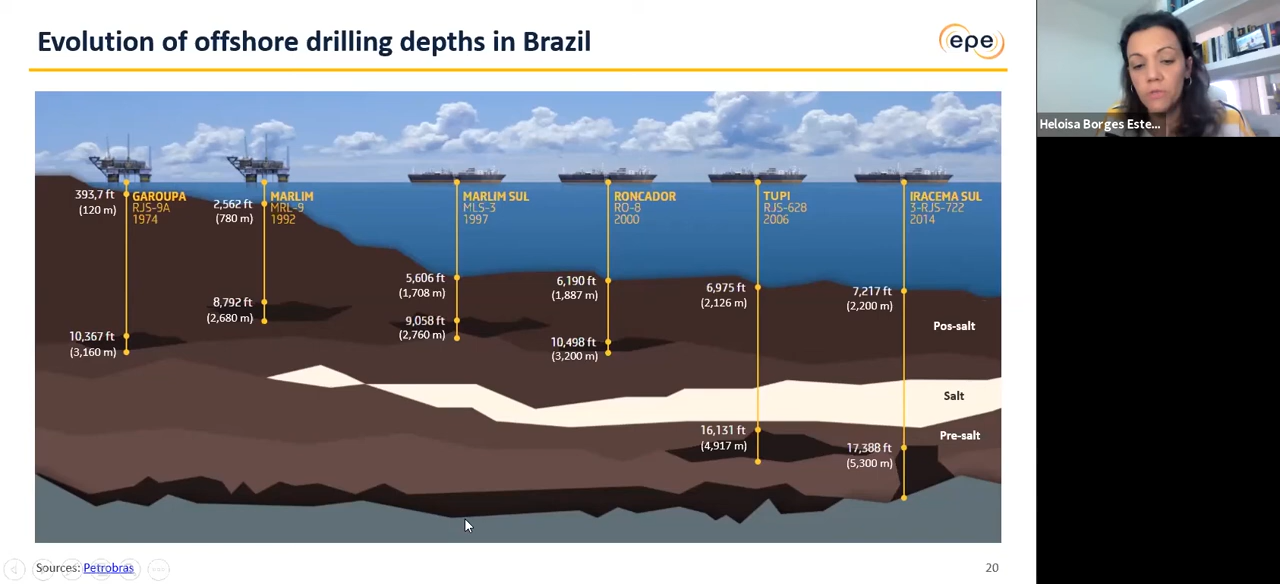 Evolution of offshore drilling depths in Brazil
epe
Heloisa Borges Este...
393,7 ft
(120 m)
GAROUPA
RJS-9A
1974
10,367 ft
(3,160 m)
2,562 ft
(780 m)
MARLIM
MRL-9
1992
8,792 ft
(2,680 m)
MARLIM SUL
MLS-3
1997
5,606 ft
(1,708 m)
9,058 ft
(2,760 m)
RONCADOR
RO-8
2000
6,190 ft
(1,887 m)
10,498 ft
(3,200 m)
TUPI
RJS-628
2006
6,975 ft
(2,126 m)
16,131 ft
(4,917 m)
IRACEMA SUL
3-RJS-722
2014
7,217 ft
(2,200 m)
17,388 ft
(5,300 m)
Pos-salt
Salt
Pre-salt
Sources: Petrobras
20